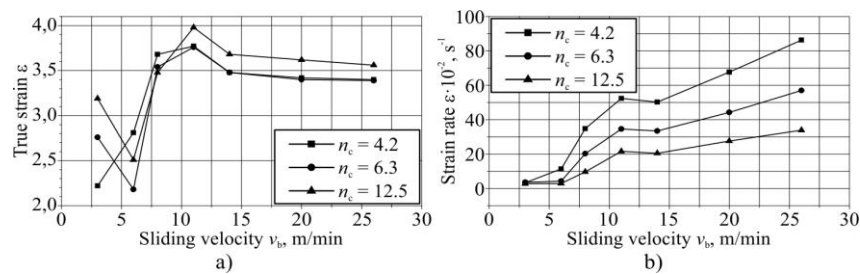 True strain ε
4,0
3,5
3,0
2,5
2,0
0 5 10 15 20 25 30
n_c = 4.2
n_c = 6.3
n_c = 12.5
Sliding velocity v_b, m/min
a)
Strain rate ε·10⁻², s⁻¹
100
80
60
40
20
0
0 5 10 15 20 25 30
n_c = 4.2
n_c = 6.3
n_c = 12.5
Sliding velocity v_b, m/min
b)